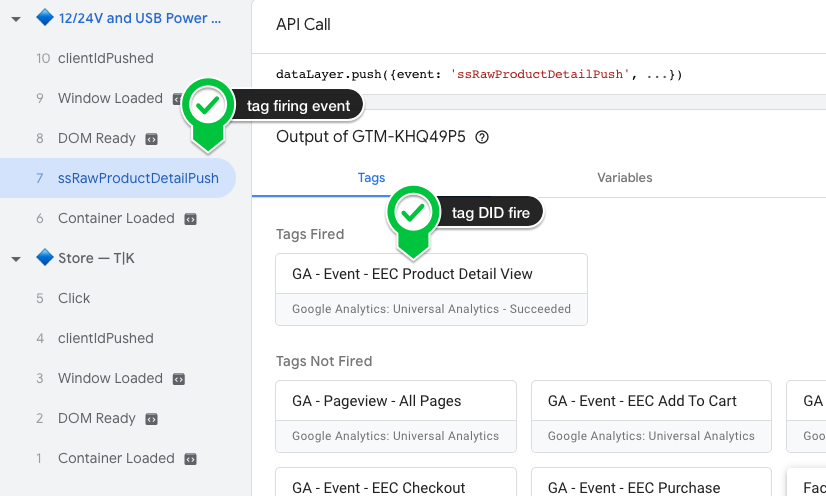 12/24V and USB Power ...
10 clientIdPushed
9 Window Loaded
tag firing event
8 DOM Ready
7 ssRawProductDetailPush
6 Container Loaded
Store — T|K
5 Click
4 clientIdPushed
3 Window Loaded
2 DOM Ready
1 Container Loaded
API Call
dataLayer.push({event: 'ssRawProductDetailPush', ...})
Output of GTM-KHQ49P5
Tags Variables
tag DID fire
Tags Fired
GA - Event - EEC Product Detail View
Google Analytics: Universal Analytics - Succeeded
Tags Not Fired
GA - Pageview - All Pages
Google Analytics: Universal Analytics
GA - Event - EEC Add To Cart
Google Analytics: Universal Analytics
GA
Goo
GA - Event - EEC Checkout
GA - Event - EEC Purchase
Fac